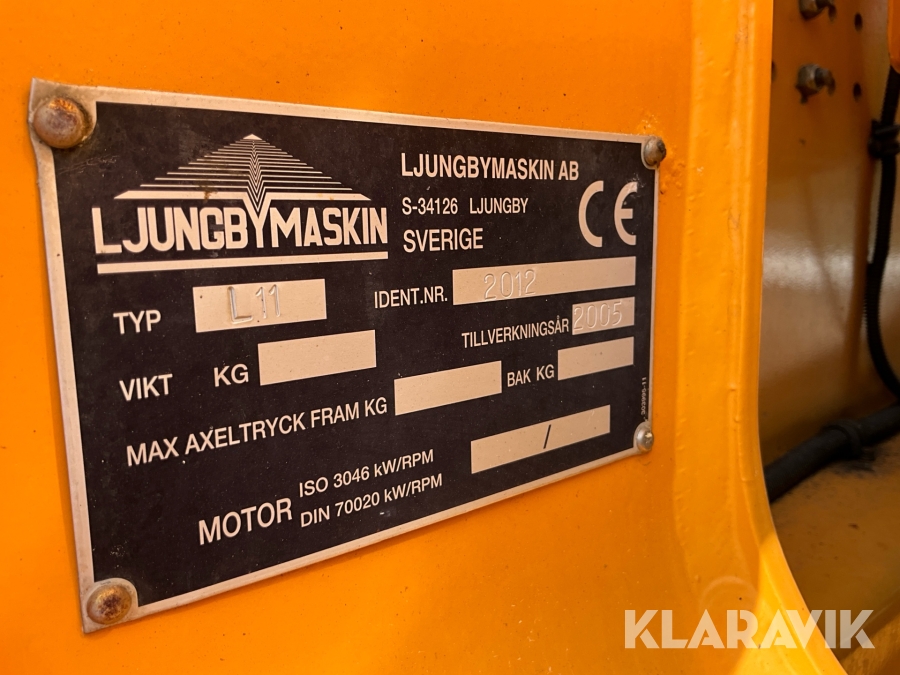 LJUNGBYMASKIN
LJUNGBYMASKIN AB
S-34126 LJUNGBY
SVERIGE
CE
TYP L11
IDENT.NR. 2012
TILLVERKNINGSÅR 2005
VIKT KG
MAX AXELTRYCK FRAM KG BAK KG
MOTOR ISO 3046 kW/RPM
DIN 70020 kW/RPM
/
KLARAVIK